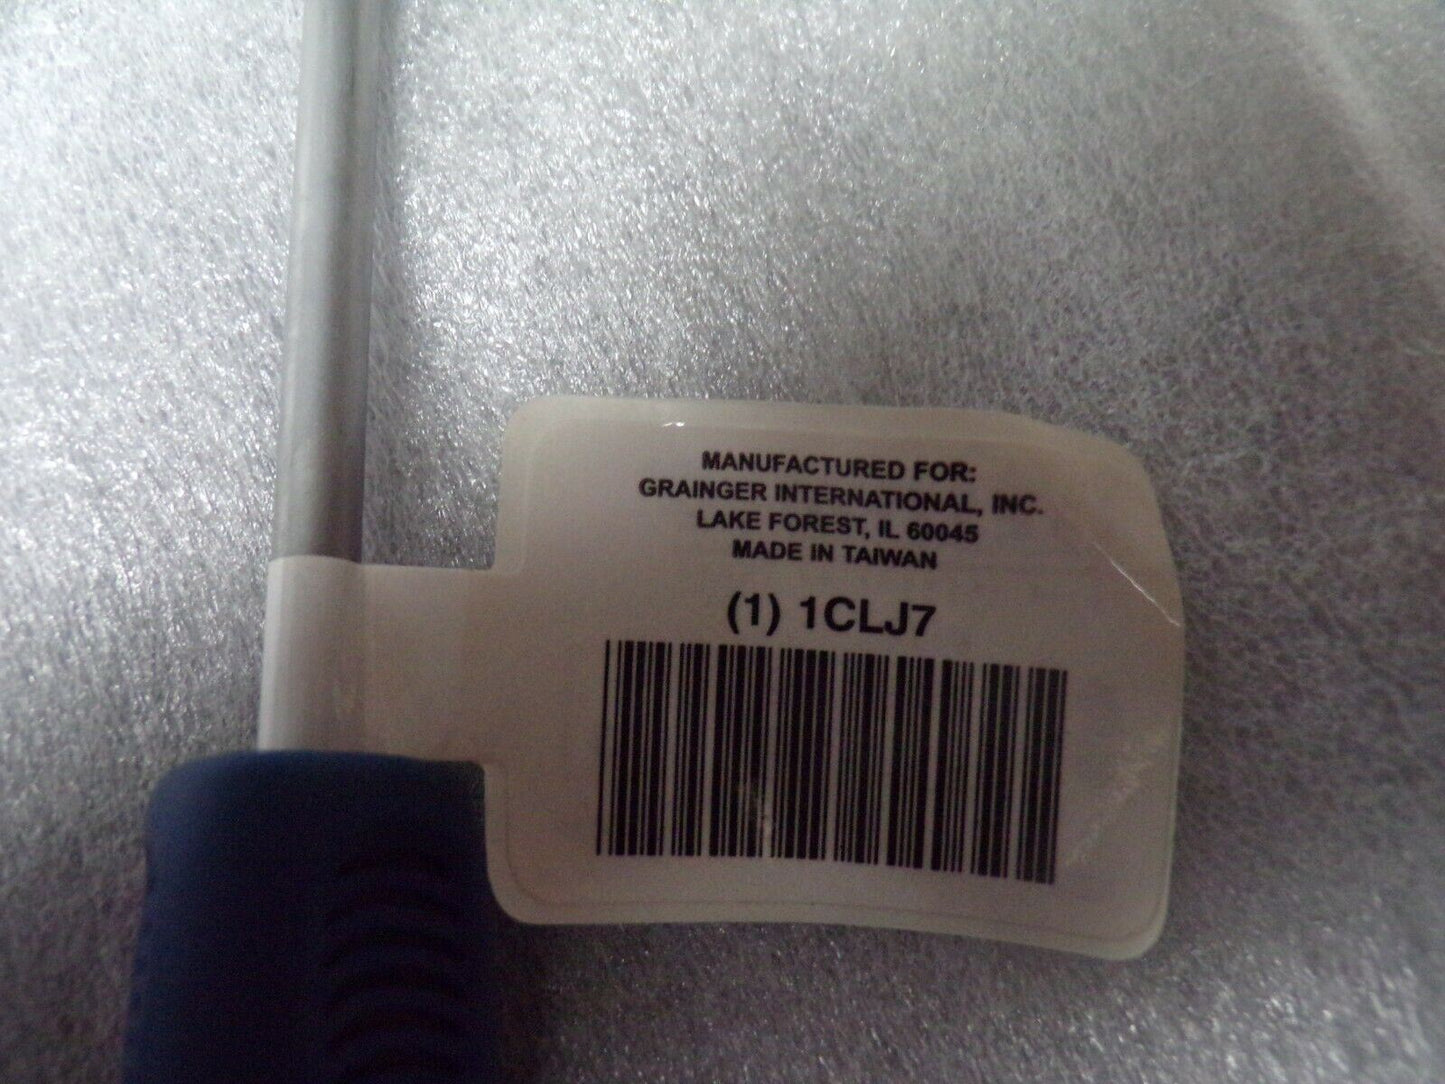 MANUFACTURED FOR:
GRAINGER INTERNATIONAL, INC.
LAKE FOREST, IL 60045
MADE IN TAIWAN
(1) 1CLJ7